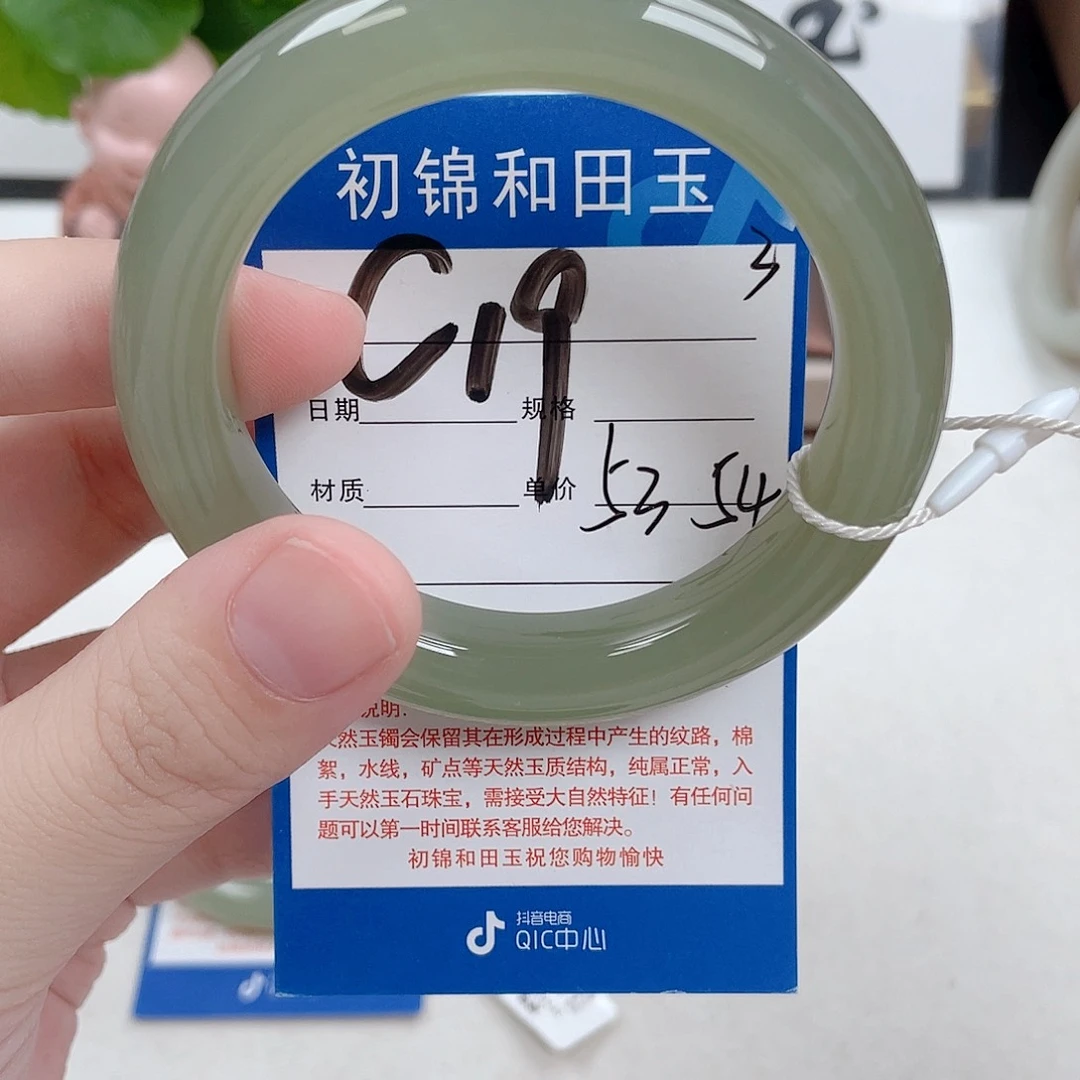 初锦和田玉
C19
3
日期 规格
材质 单价
53 54
说明:
然玉镯会保留其在形成过程中产生的纹路，棉
絮，水线，矿点等天然玉质结构，纯属正常，入
手天然玉石珠宝，需接受大自然特征！有任何问
题可以第一时间联系客服给您解决。
初锦和田玉祝您购物愉快
抖音电商
QIC中心